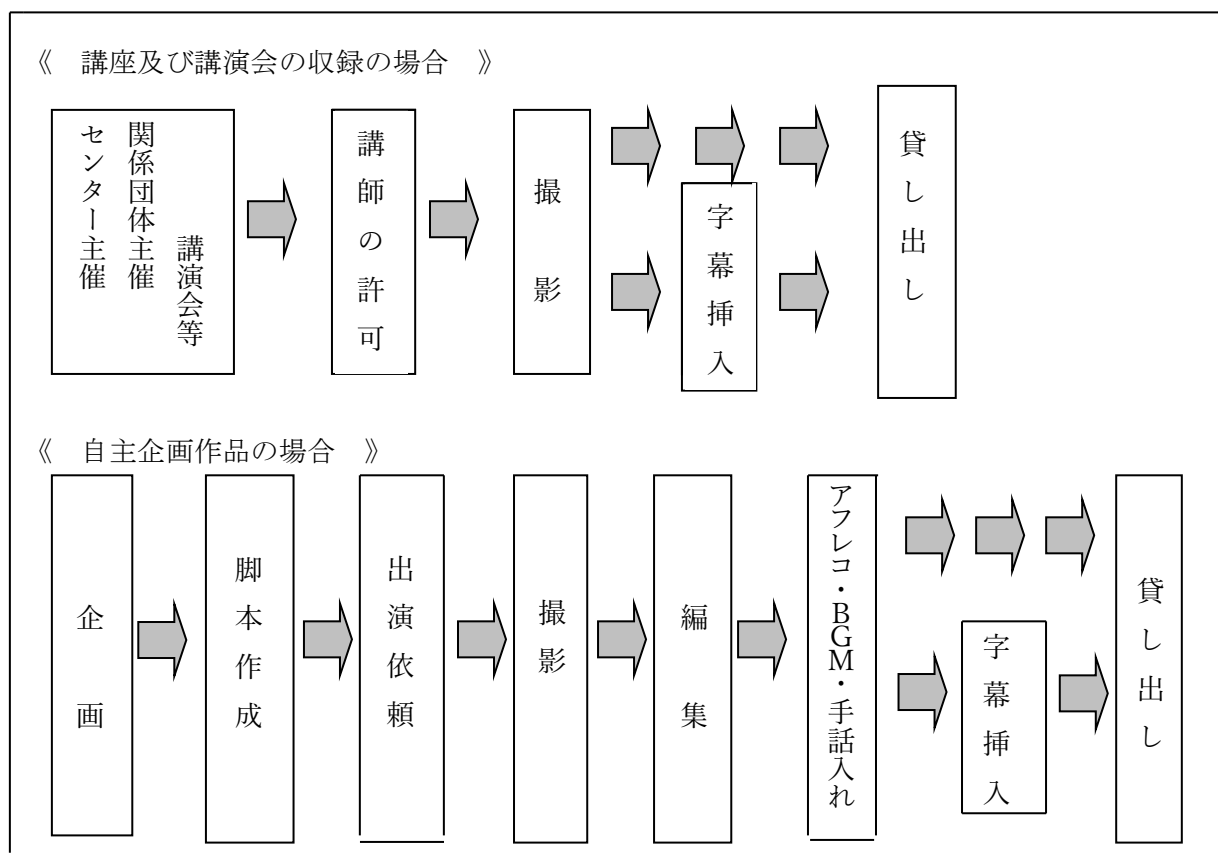 《　講座及び講演会の収録の場合　》
講演会等
関係団体主催
センター主催
講師の許可
撮影
字幕挿入
貸し出し
《　自主企画作品の場合　》
企画
脚本作成
出演依頼
撮影
編集
アフレコ・BGM・手話入れ
字幕挿入
貸し出し